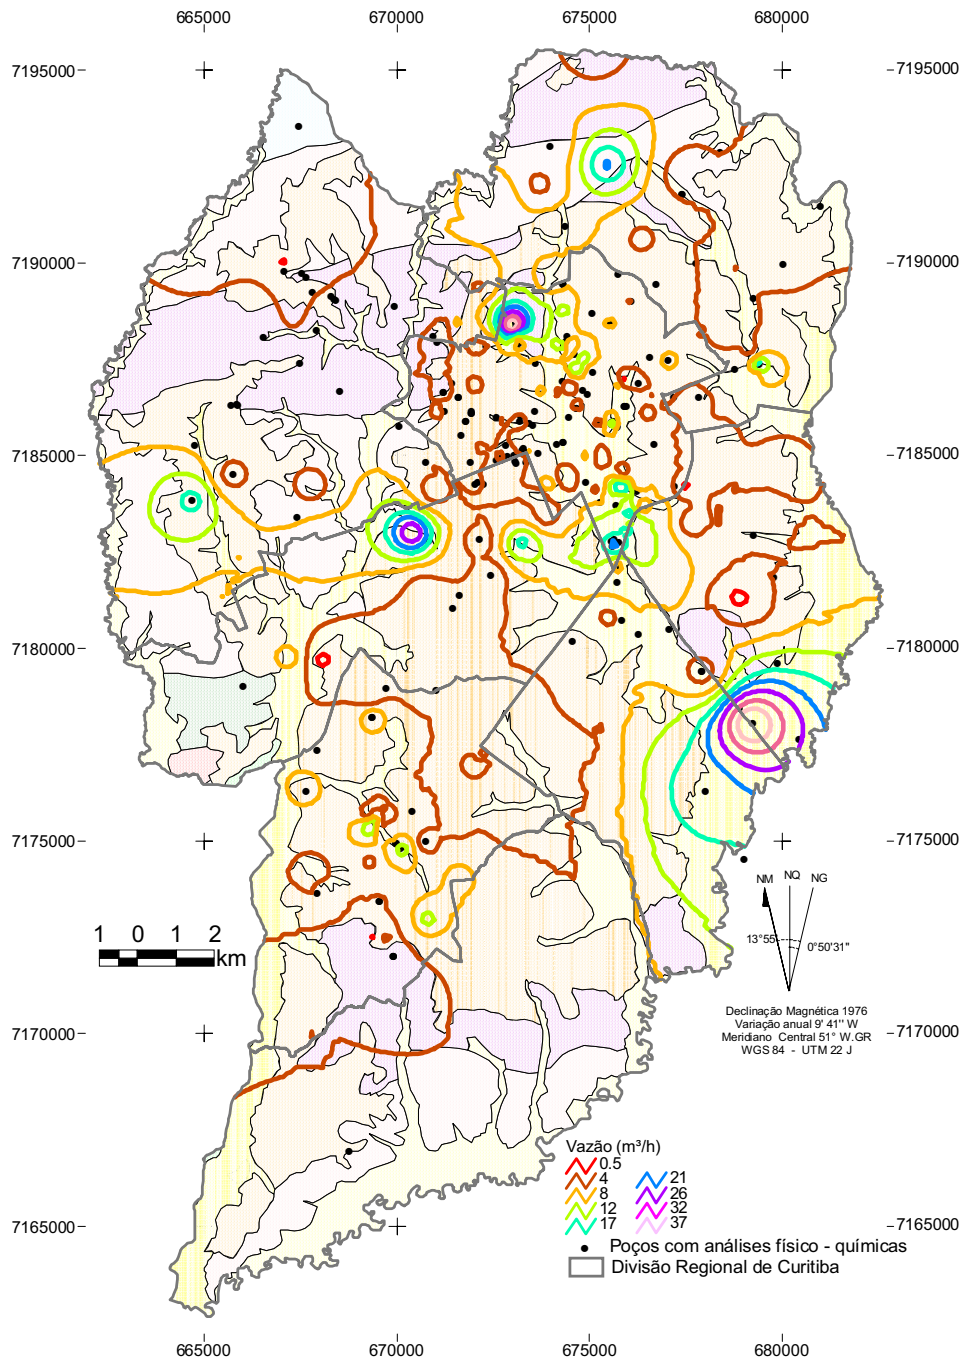 665000 670000 675000 680000
7195000 7195000
7190000 7190000
7185000 7185000
7180000 7180000
7175000 7175000
NM NQ NG
13°55' 0°50'31"
1 0 1 2 km
Declinação Magnética 1976
Variação anual 9' 41'' W
Meridiano Central 51° W.GR
WGS 84 - UTM 22 J
7170000 7170000
Vazão (m³/h)
0.5
4 21
8 26
12 32
17 37
7165000 7165000
Poços com análises físico - químicas
Divisão Regional de Curitiba
665000 670000 675000 680000